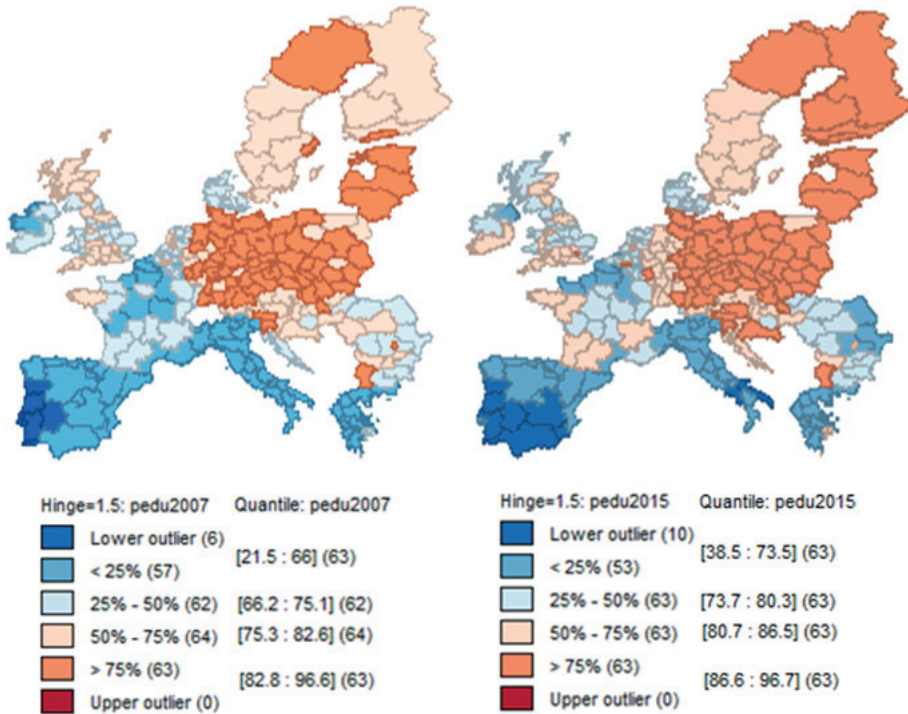 Hinge=1.5: pedu2007 Quantile: pedu2007
Lower outlier (6)
[21.5 : 66] (63)
< 25% (57)
25% - 50% (62) [66.2 : 75.1] (62)
50% - 75% (64) [75.3 : 82.6] (64)
> 75% (63)
[82.8 : 96.6] (63)
Upper outlier (0)
Hinge=1.5: pedu2015 Quantile: pedu2015
Lower outlier (10)
[38.5 : 73.5] (63)
< 25% (53)
25% - 50% (63) [73.7 : 80.3] (63)
50% - 75% (63) [80.7 : 86.5] (63)
> 75% (63)
[86.6 : 96.7] (63)
Upper outlier (0)